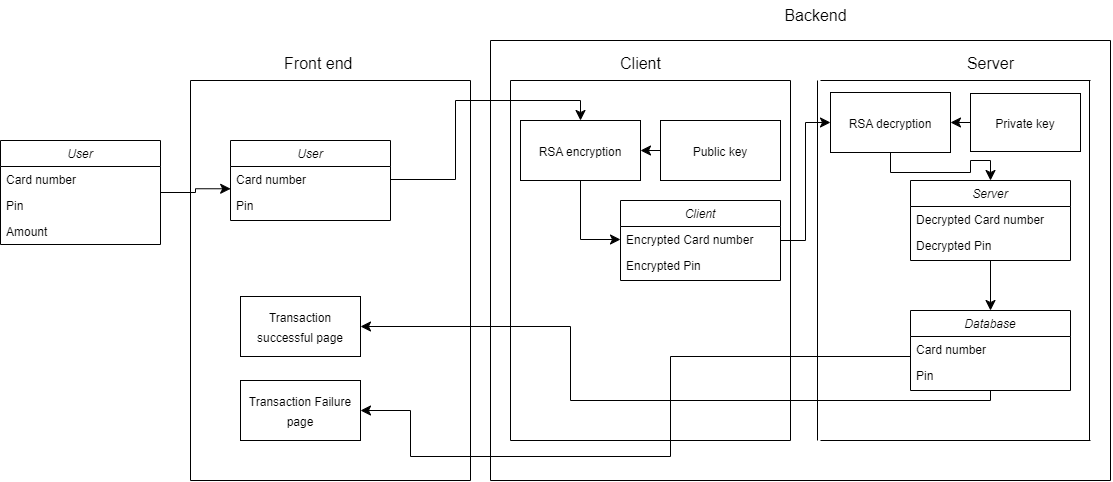 Backend
Front end
Client
Server
User
Card number
Pin
Amount
User
Card number
Pin
RSA encryption
Public key
Client
Encrypted Card number
Encrypted Pin
RSA decryption
Private key
Server
Decrypted Card number
Decrypted Pin
Database
Card number
Pin
Transaction
successful page
Transaction Failure
page